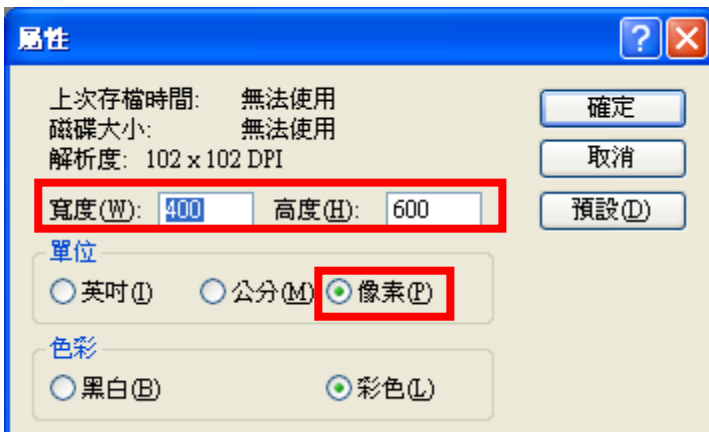 屬性
上次存檔時間: 無法使用
磁碟大小: 無法使用
解析度: 102 x 102 DPI
寬度(W): 400 高度(H): 600
單位
英吋(I) 公分(M) 像素(P)
色彩
黑白(B) 彩色(L)
確定
取消
預設(D)